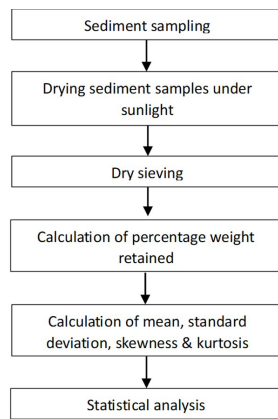 Sediment sampling
Drying sediment samples under
sunlight
Dry sieving
Calculation of percentage weight
retained
Calculation of mean, standard
deviation, skewness & kurtosis
Statistical analysis